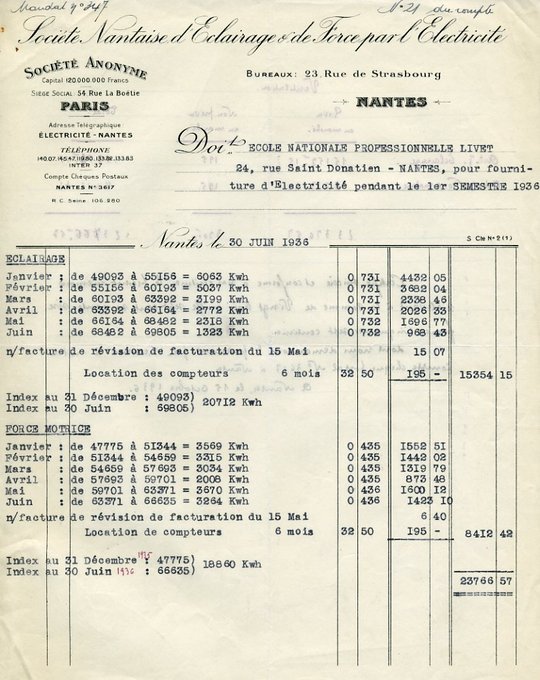 Mandat n° 247
N° 21 du compte
Société Nantaise d'Eclairage & de Force par l'Electricité
SOCIÉTÉ ANONYME
Capital 120.000.000 Francs
SIÈGE SOCIAL: 54, Rue La Boëtie
PARIS
Adresse Télégraphique
ÉLECTRICITÉ - NANTES
TÉLÉPHONE
INTER 37
Compte Chèques Postaux
NANTES N° 3617
R.C. Seine 106.280
BUREAUX: 23, Rue de Strasbourg
NANTES
Doit ECOLE NATIONALE PROFESSIONNELLE LIVET
24, rue Saint Donatien - NANTES, pour fourni-
ture d'Electricité pendant le 1er SEMESTRE 1936
Nantes le 30 JUIN 1936
S Cte N° 2 (1)
ECLAIRAGE
Janvier : de 49093 à 55156 = 6063 Kwh 0 731 4432 05
Février : de 55156 à 60193 = 5037 Kwh 0 731 3682 04
Mars : de 60193 à 63392 = 3199 Kwh 0 731 2338 46
Avril : de 63392 à 66164 = 2772 Kwh 0 731 2026 33
Mai : de 66164 à 68482 = 2318 Kwh 0 732 1696 77
Juin : de 68482 à 69805 = 1323 Kwh 0 732 968 43
n/facture de révision de facturation du 15 Mai 15 07
Location des compteurs 6 mois 32 50 195 - 15354 15
Index au 31 Décembre : 49093)
Index au 30 Juin : 69805) 20712 Kwh
FORCE MOTRICE
Janvier : de 47775 à 51344 = 3569 Kwh 0 435 1552 51
Février : de 51344 à 54659 = 3315 Kwh 0 435 1442 02
Mars : de 54659 à 57693 = 3034 Kwh 0 435 1319 79
Avril : de 57693 à 59701 = 2008 Kwh 0 435 873 48
Mai : de 59701 à 63371 = 3670 Kwh 0 436 1600 12
Juin : de 63371 à 66635 = 3264 Kwh 0 436 1423 10
n/facture de révision de facturation du 15 Mai 6 40
Location de compteurs 6 mois 32 50 195 - 8412 42
Index au 31 Décembre 1935 : 47775)
Index au 30 Juin 1936 : 66635) 18860 Kwh
23766 57